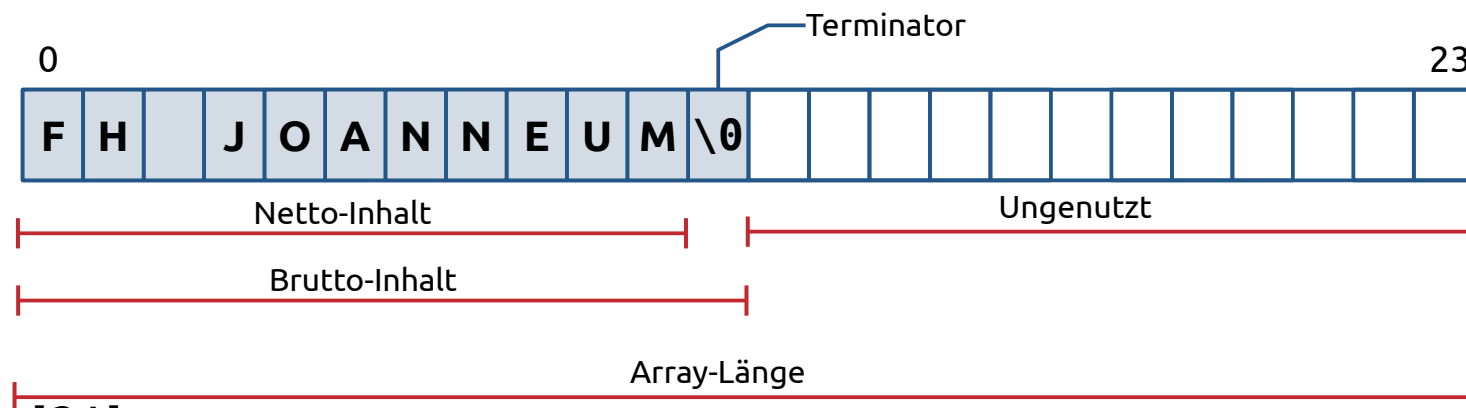 Terminator
0 23
F H J O A N N E U M \0
Netto-Inhalt Ungenutzt
Brutto-Inhalt
Array-Länge